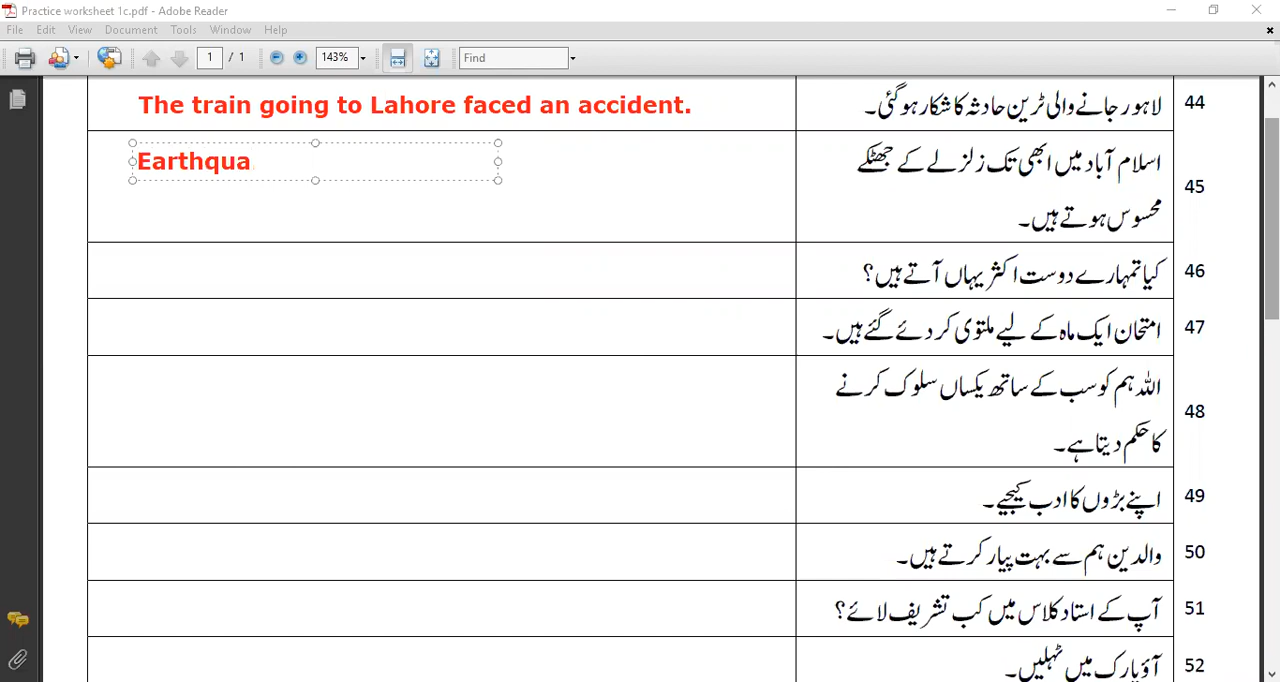 Practice worksheet 1c.pdf - Adobe Reader
File Edit View Document Tools Window Help
1 / 1 143% Find
The train going to Lahore faced an accident.
لاہور جانے والی ٹرین حادثہ کا شکار ہو گئی۔
44
Earthqua
اسلام آباد میں ابھی تک زلزلے کے جھٹکے
محسوس ہوتے ہیں۔
45
کیا تمہارے دوست اکثر یہاں آتے ہیں؟
46
امتحان ایک ماہ کے لیے ملتوی کر دئے گئے ہیں۔
47
اللہ ہم کو سب کے ساتھ یکساں سلوک کرنے
کا حکم دیتا ہے۔
48
اپنے بڑوں کا ادب کیجیے۔
49
والدین ہم سے بہت پیار کرتے ہیں۔
50
آپ کے استاد کلاس میں کب تشریف لائے؟
51
آؤ پارک میں ٹہلیں۔
52